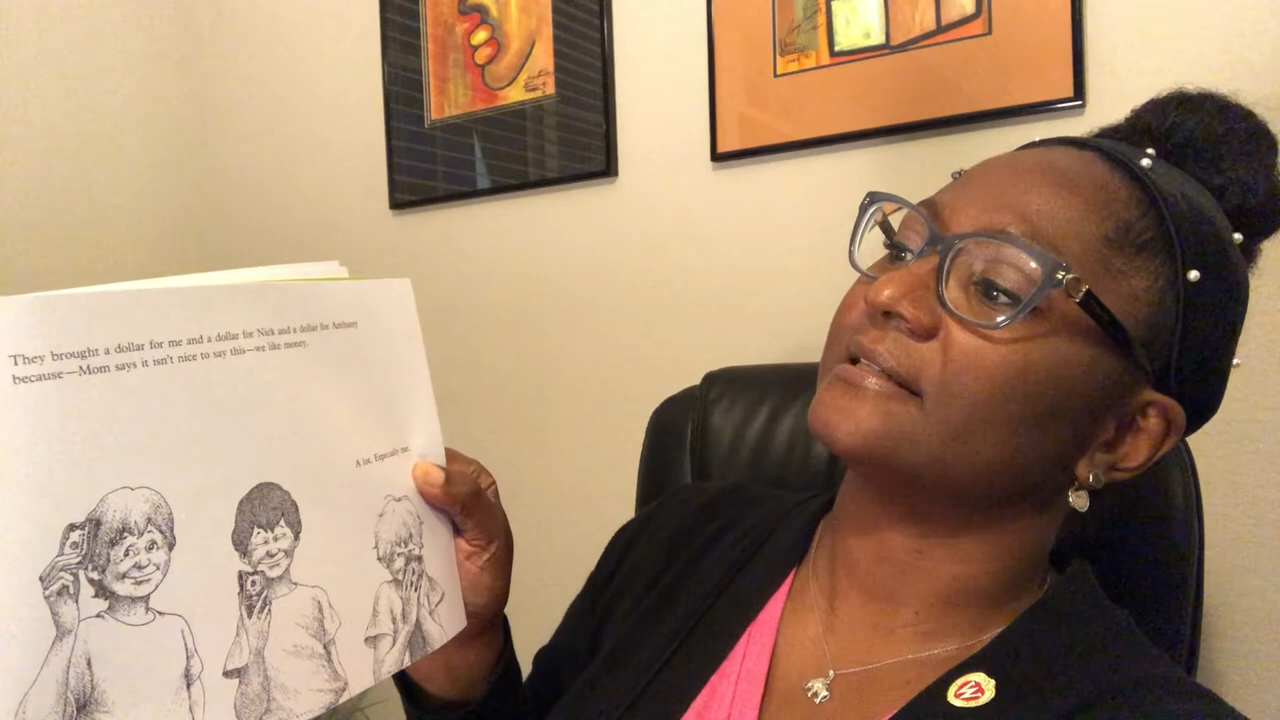 They brought a dollar for me and a dollar for Nick and a dollar for Anthony
because—Mom says it isn't nice to say this—we like money.
A lot. Especially me.
W